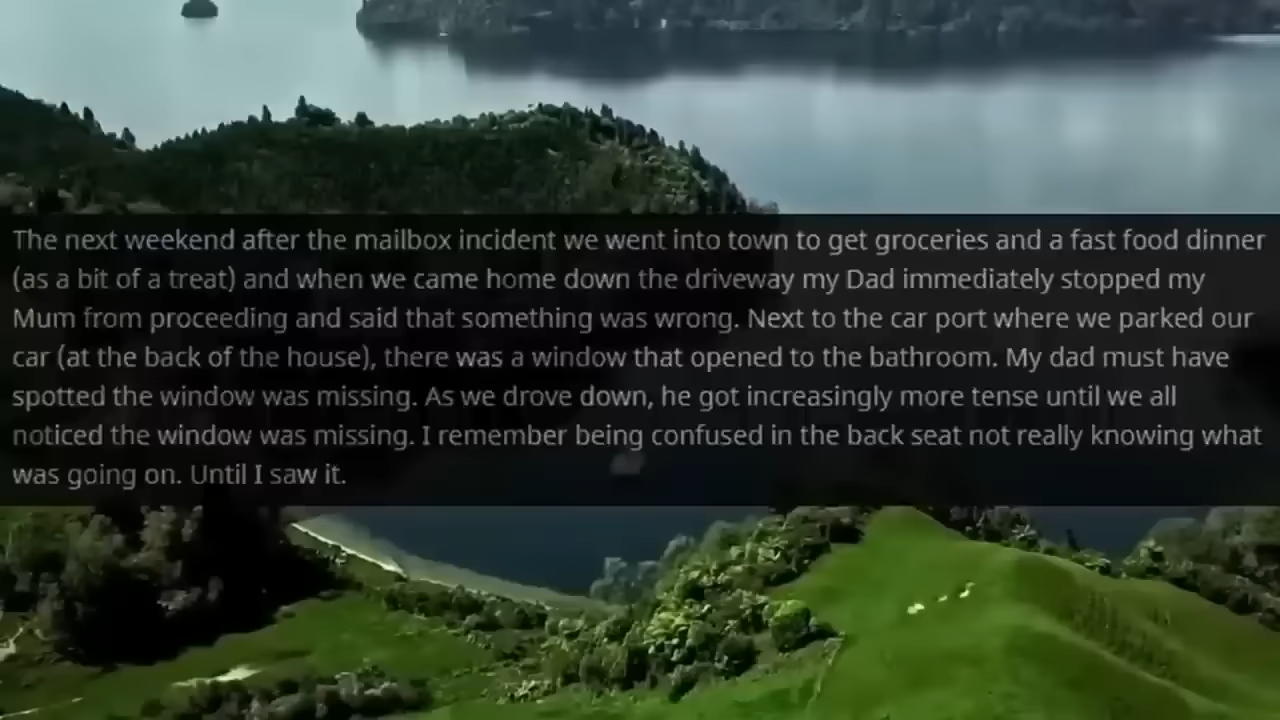 The next weekend after the mailbox incident we went into town to get groceries and a fast food dinner
(as a bit of a treat) and when we came home down the driveway my Dad immediately stopped my
Mum from proceeding and said that something was wrong. Next to the car port where we parked our
car (at the back of the house), there was a window that opened to the bathroom. My dad must have
spotted the window was missing. As we drove down, he got increasingly more tense until we all
noticed the window was missing. I remember being confused in the back seat not really knowing what
was going on. Until I saw it.